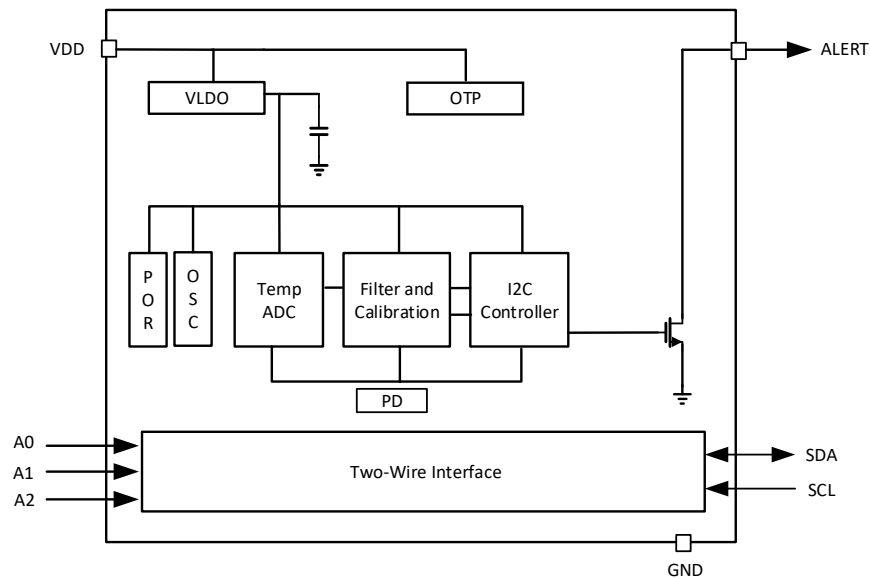 VDD
ALERT
VLDO
OTP
P
O
R
O
S
C
Temp
ADC
Filter and
Calibration
I2C
Controller
PD
A0
A1
A2
Two-Wire Interface
SDA
SCL
GND